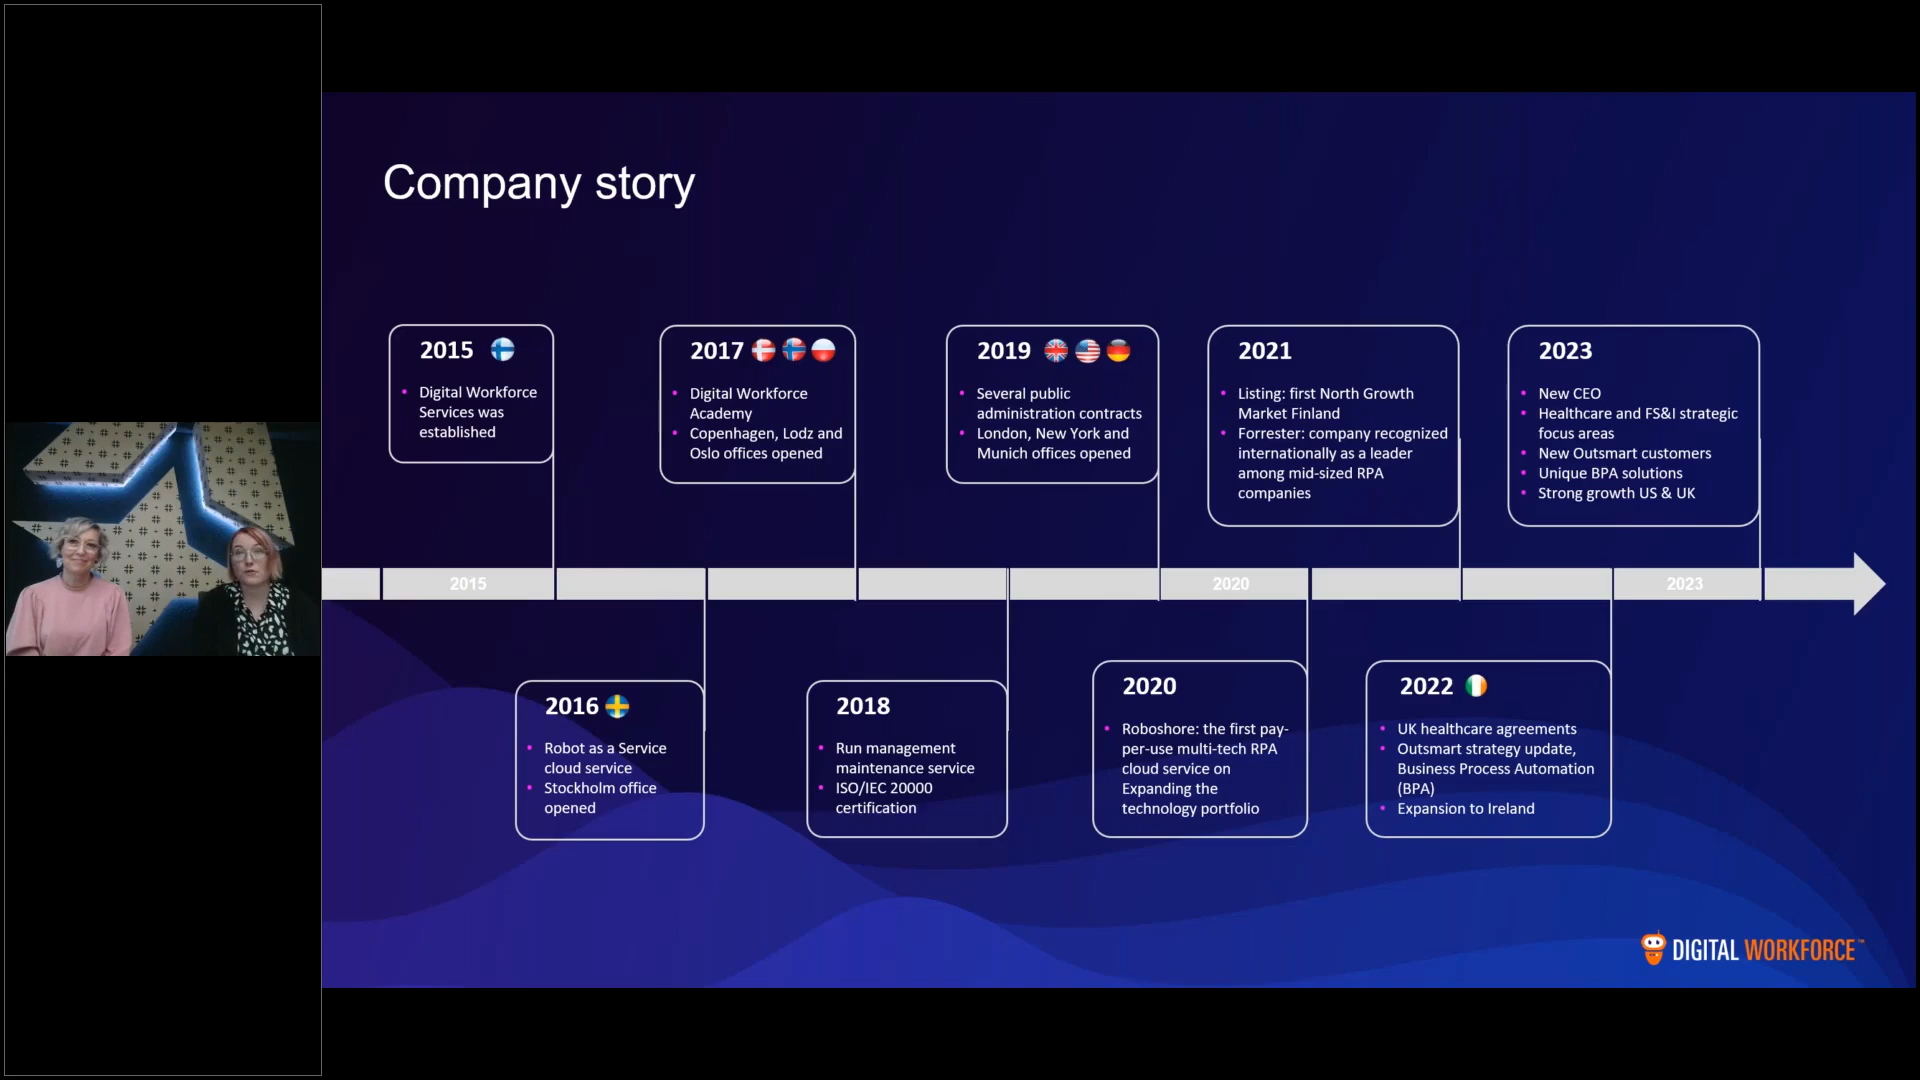 Company story
2015
Digital Workforce
Services was
established
2017
Digital Workforce
Academy
Copenhagen, Lodz and
Oslo offices opened
2019
Several public
administration contracts
London, New York and
Munich offices opened
2021
Listing: first North Growth
Market Finland
Forrester: company recognized
internationally as a leader
among mid-sized RPA
companies
2023
New CEO
Healthcare and FS&I strategic
focus areas
New Outsmart customers
Unique BPA solutions
Strong growth US & UK
2015
2020
2023
2016
Robot as a Service
cloud service
Stockholm office
opened
2018
Run management
maintenance service
ISO/IEC 20000
certification
2020
Roboshore: the first pay-
per-use multi-tech RPA
cloud service on
Expanding the
technology portfolio
2022
UK healthcare agreements
Outsmart strategy update,
Business Process Automation
(BPA)
Expansion to Ireland
DIGITAL WORKFORCE™